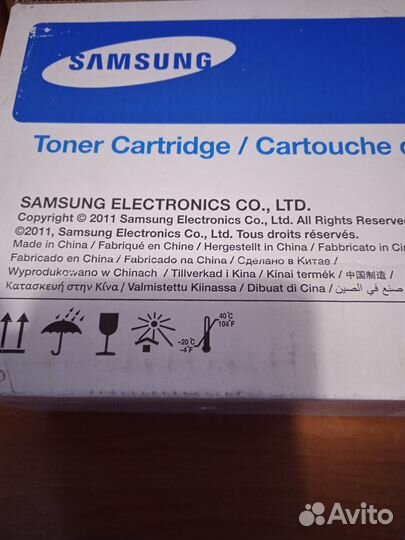 SAMSUNG
Toner Cartridge / Cartouche
SAMSUNG ELECTRONICS CO., LTD.
Copyright © 2011 Samsung Electronics Co., Ltd. All Rights Reserve
©2011, Samsung Electronics Co., Ltd. Tous droits réservés.
Made in China / Fabriqué en Chine / Hergestellt in China / Fabbricato in Cin
Fabricado en China / Fabricado na China / Сделано в Китае /
Wyprodukowano w Chinach / Tillverkad i Kina / Kínai termék / 中国制造 /
Κατασκευή στην Κίνα / Valmistettu Kiinassa / Dibuat di Cina / صنع في الصين
40°C
104°F
-20°C
-4°F
Avito